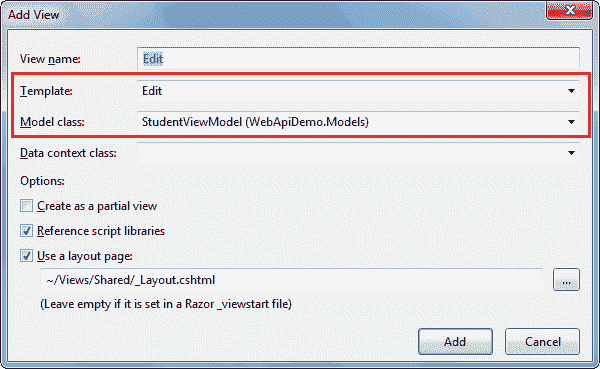 Add View
View name: Edit
Template: Edit
Model class: StudentViewModel (WebApiDemo.Models)
Data context class:
Options:
Create as a partial view
Reference script libraries
Use a layout page:
~/Views/Shared/_Layout.cshtml
...
(Leave empty if it is set in a Razor _viewstart file)
Add Cancel